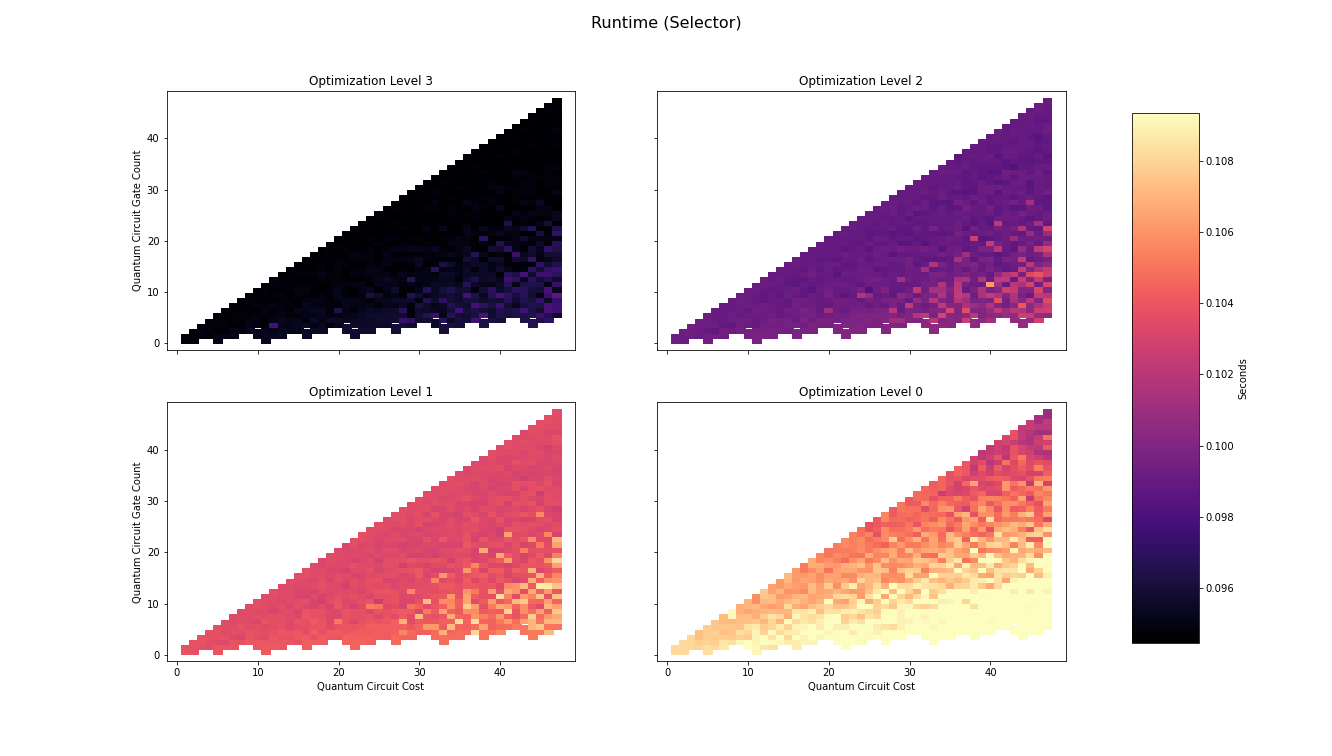 Runtime (Selector)
Optimization Level 3
Optimization Level 2
Quantum Circuit Gate Count
40
30
20
10
0
0.108
0.106
0.104
0.102
0.100
0.098
0.096
Seconds
Optimization Level 1
Optimization Level 0
Quantum Circuit Gate Count
40
30
20
10
0
0 10 20 30 40
0 10 20 30 40
Quantum Circuit Cost
Quantum Circuit Cost